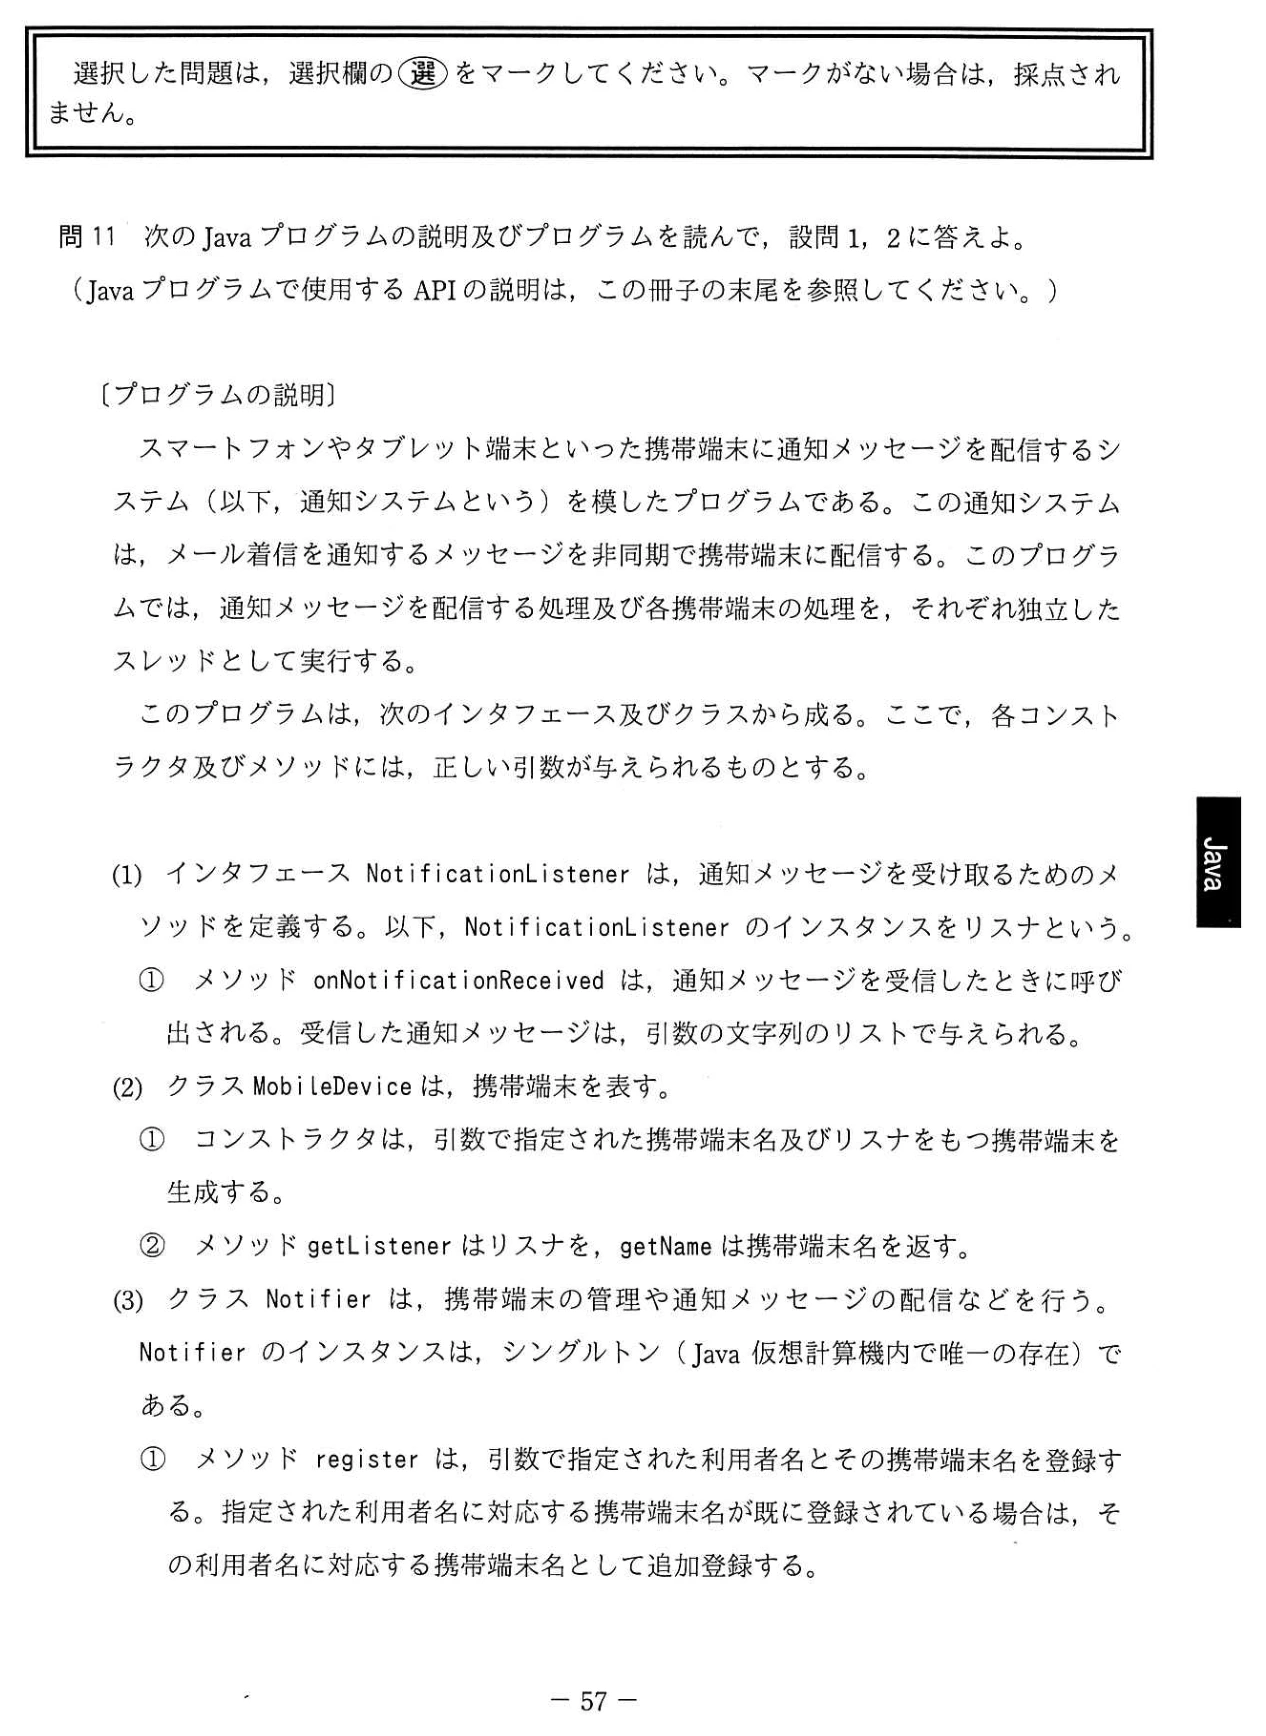 選択した問題は，選択欄の㊟をマークしてください。マークがない場合は，採点され
ません。
問 11　次の Java プログラムの説明及びプログラムを読んで，設問 1，2 に答えよ。
（Java プログラムで使用する API の説明は，この冊子の末尾を参照してください。）
〔プログラムの説明〕
スマートフォンやタブレット端末といった携帯端末に通知メッセージを配信するシ
ステム（以下，通知システムという）を模したプログラムである。この通知システム
は，メール着信を通知するメッセージを非同期で携帯端末に配信する。このプログラ
ムでは，通知メッセージを配信する処理及び各携帯端末の処理を，それぞれ独立した
スレッドとして実行する。
このプログラムは，次のインタフェース及びクラスから成る。ここで，各コンスト
ラクタ及びメソッドには，正しい引数が与えられるものとする。
Java
(1)　インタフェース NotificationListener は，通知メッセージを受け取るためのメ
ソッドを定義する。以下，NotificationListener のインスタンスをリスナという。
①　メソッド onNotificationReceived は，通知メッセージを受信したときに呼び
出される。受信した通知メッセージは，引数の文字列のリストで与えられる。
(2)　クラス MobileDevice は，携帯端末を表す。
①　コンストラクタは，引数で指定された携帯端末名及びリスナをもつ携帯端末を
生成する。
②　メソッド getListener はリスナを，getName は携帯端末名を返す。
(3)　クラス Notifier は，携帯端末の管理や通知メッセージの配信などを行う。
Notifier のインスタンスは，シングルトン（Java 仮想計算機内で唯一の存在）で
ある。
①　メソッド register は，引数で指定された利用者名とその携帯端末名を登録す
る。指定された利用者名に対応する携帯端末名が既に登録されている場合は，そ
の利用者名に対応する携帯端末名として追加登録する。
－ 57 －